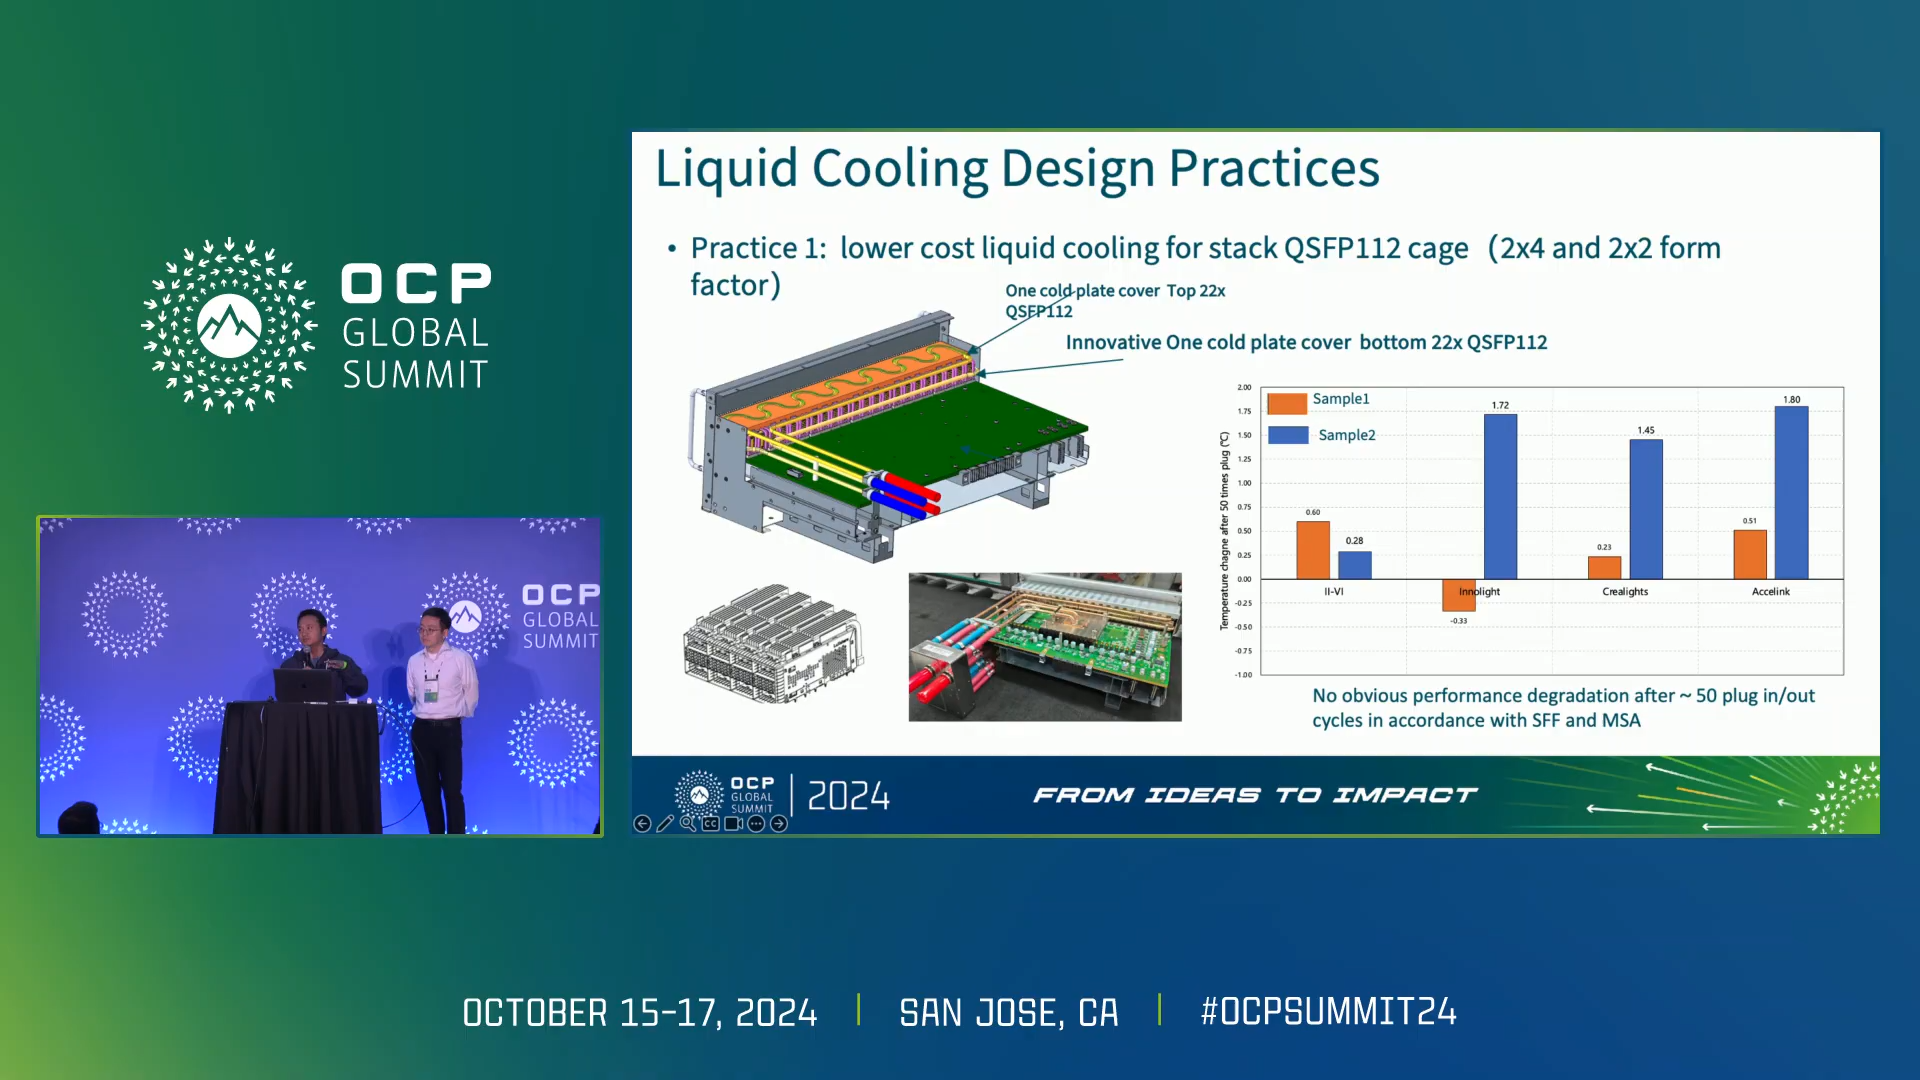 OCP
GLOBAL
SUMMIT
OCP
GLOBAL
SUMMIT
Liquid Cooling Design Practices
• Practice 1: lower cost liquid cooling for stack QSFP112 cage (2x4 and 2x2 form
factor)
One cold plate cover Top 22x
QSFP112
Innovative One cold plate cover bottom 22x QSFP112
Temperature chagne after 50 times plug (℃)
2.00
1.75
1.50
1.25
1.00
0.75
0.50
0.25
0.00
-0.25
-0.50
-0.75
-1.00
Sample1
Sample2
0.60
0.28
-0.33
1.72
0.23
1.45
0.51
1.80
II-VI
Innolight
Crealights
Accelink
No obvious performance degradation after ~ 50 plug in/out
cycles in accordance with SFF and MSA
OCP
GLOBAL
SUMMIT
2024
FROM IDEAS TO IMPACT
CC
OCTOBER 15-17, 2024
SAN JOSE, CA
#OCPSUMMIT24